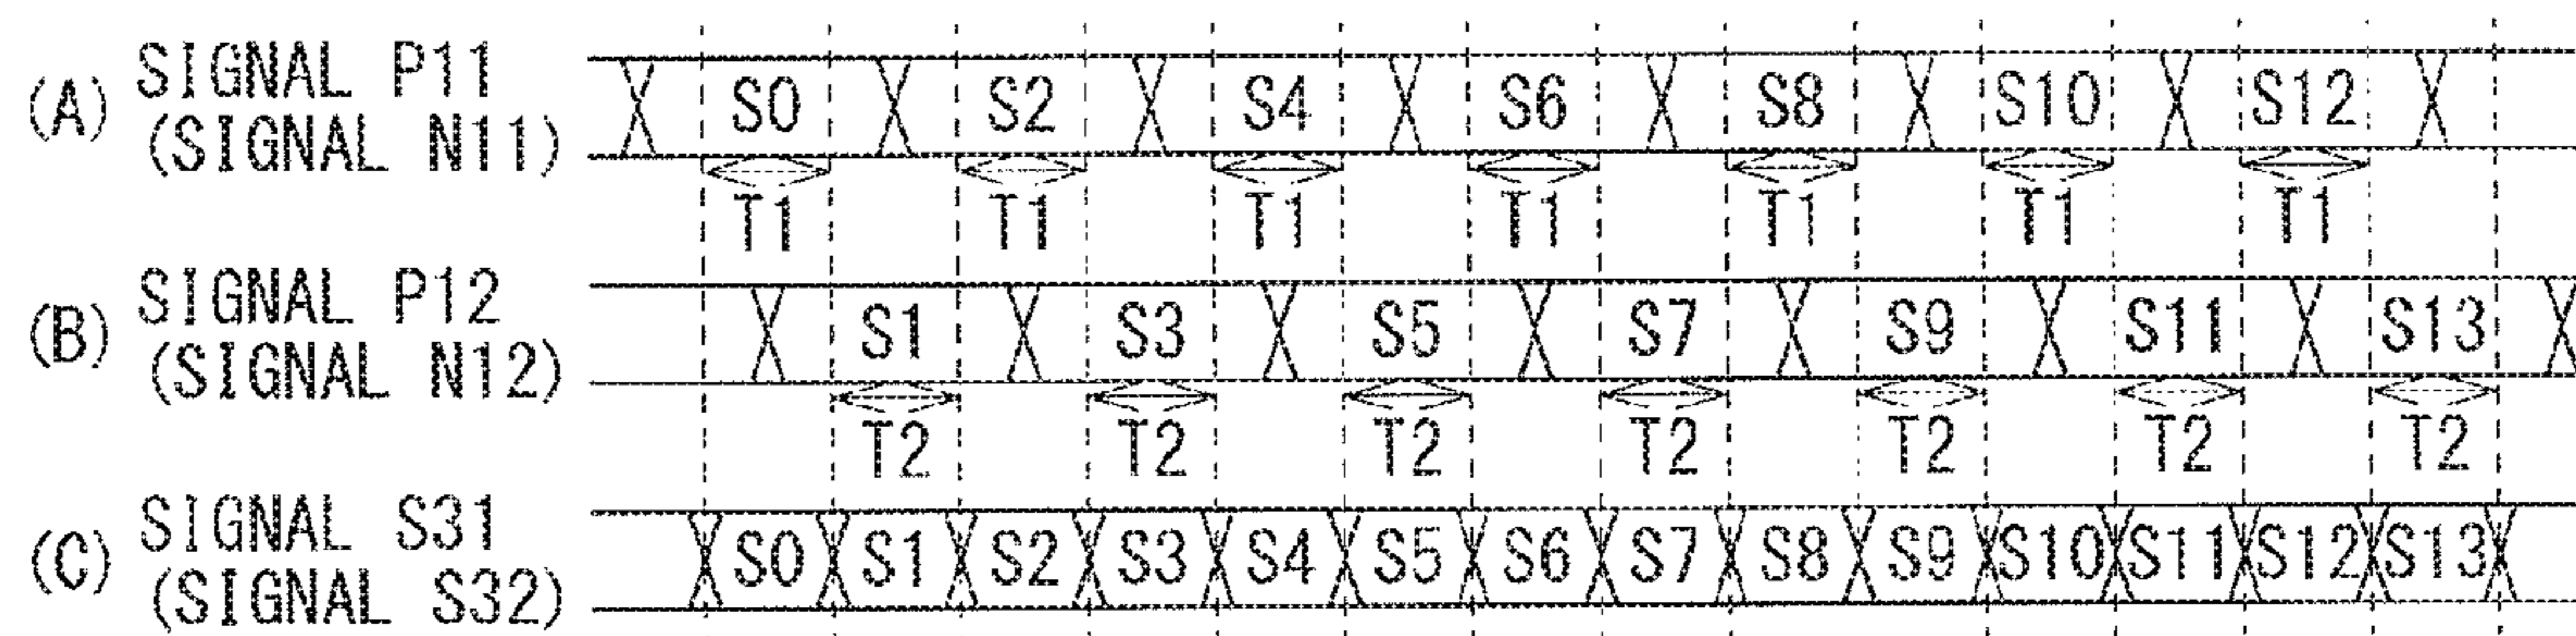 (A) SIGNAL P11
(SIGNAL N11)
S0 S2 S4 S6 S8 S10 S12
T1 T1 T1 T1 T1 T1 T1
(B) SIGNAL P12
(SIGNAL N12)
S1 S3 S5 S7 S9 S11 S13
T2 T2 T2 T2 T2 T2 T2
(C) SIGNAL S31
(SIGNAL S32)
S0 S1 S2 S3 S4 S5 S6 S7 S8 S9 S10 S11 S12 S13